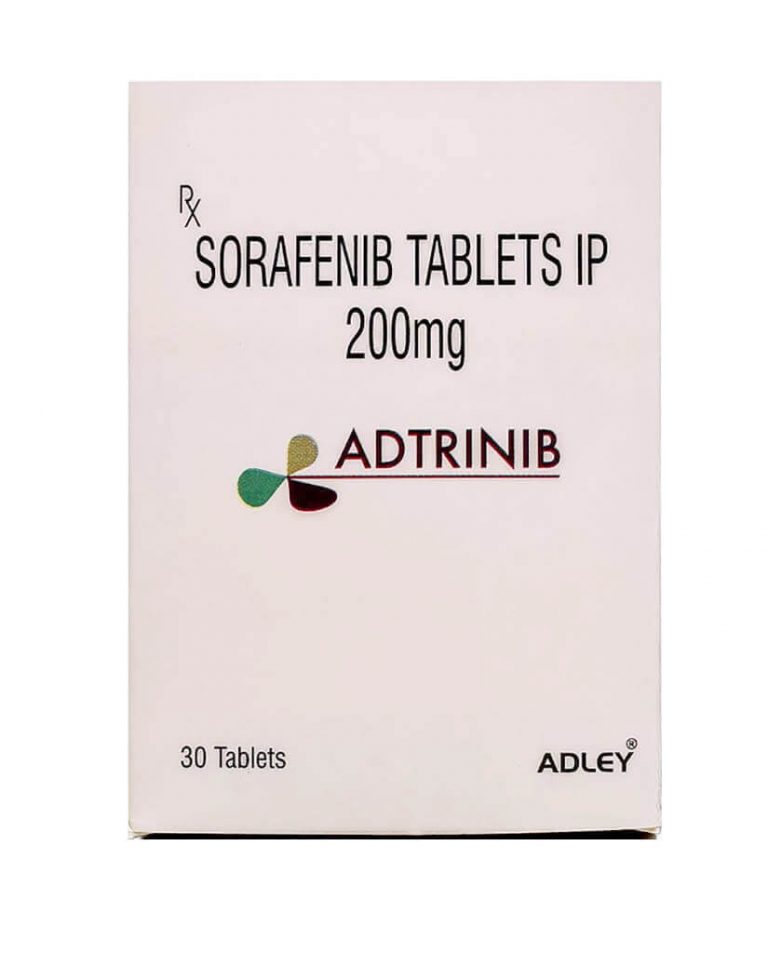 Rx
SORAFENIB TABLETS IP
200mg
ADTRINIB
30 Tablets
ADLEY®